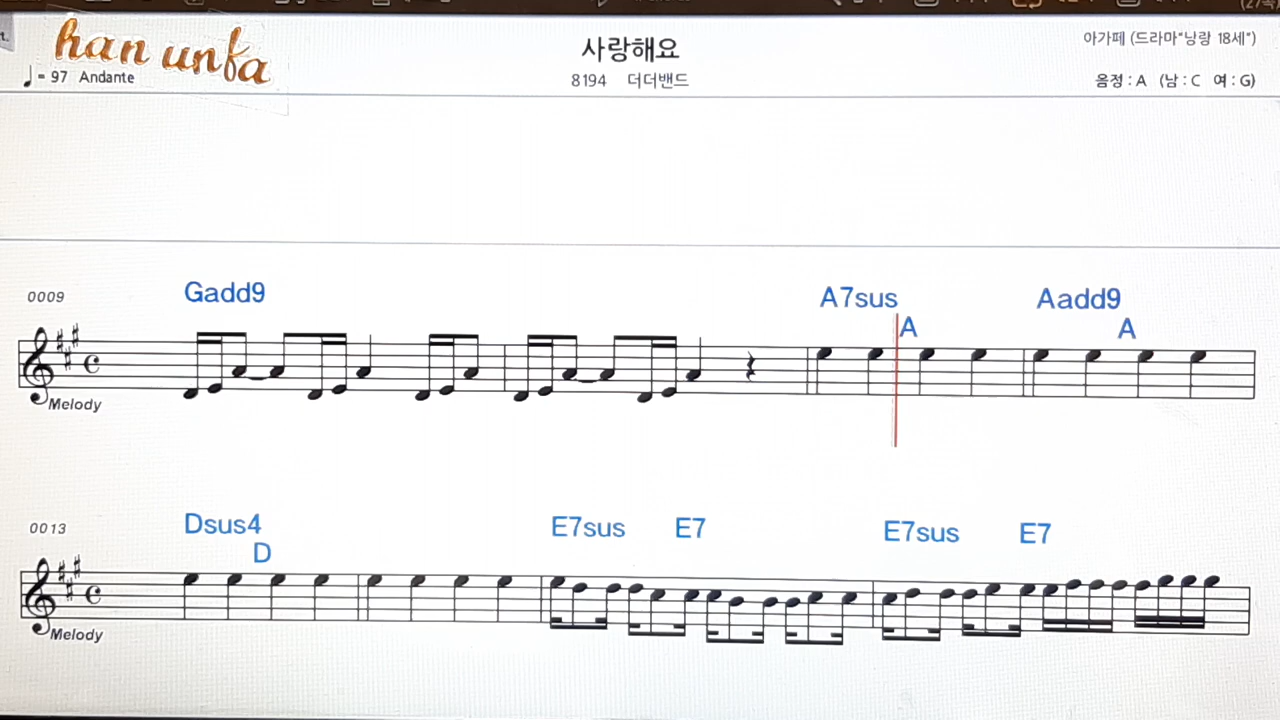 han unfa
사랑해요
아가페 (드라마"낭랑 18세")
♩= 97 Andante
8194 더더밴드
음정 : A (남 : C 여 : G)
0009
Gadd9
A7sus
A
Aadd9
A
Melody
0013
Dsus4
D
E7sus
E7
E7sus
E7
Melody